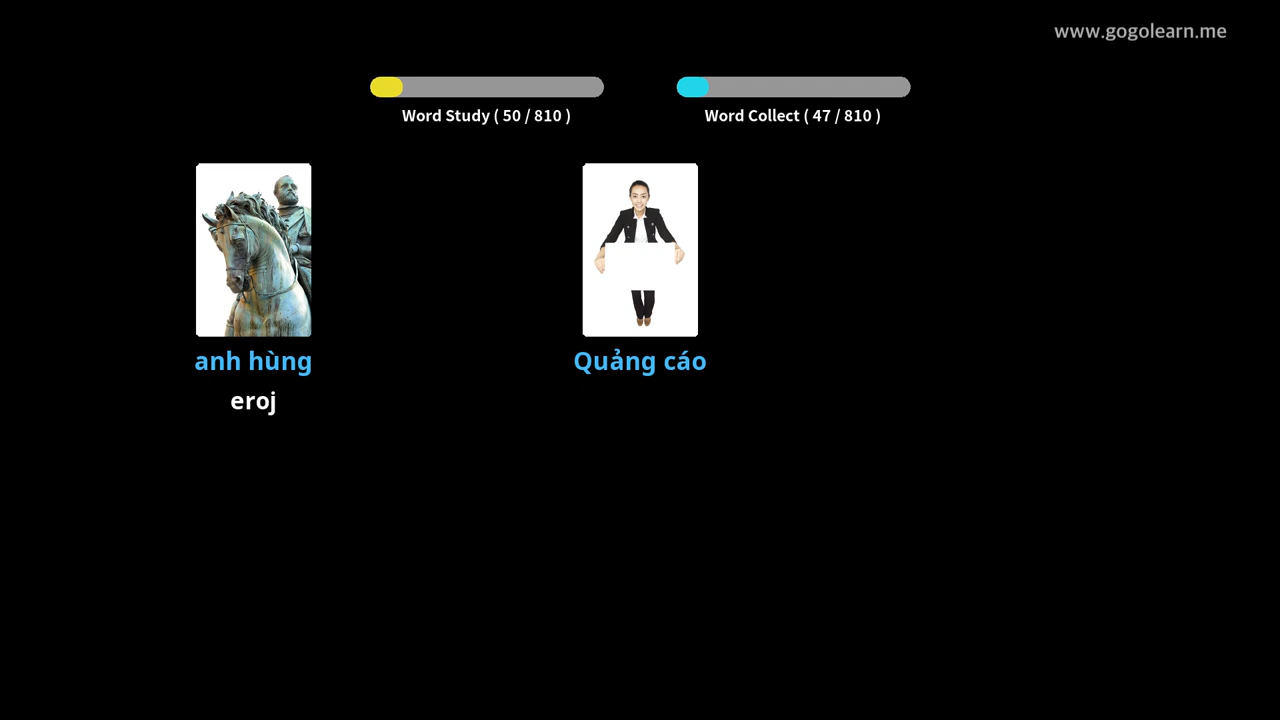 www.gogolearn.me
Word Study ( 50 / 810 )
Word Collect ( 47 / 810 )
anh hùng
eroj
Quảng cáo